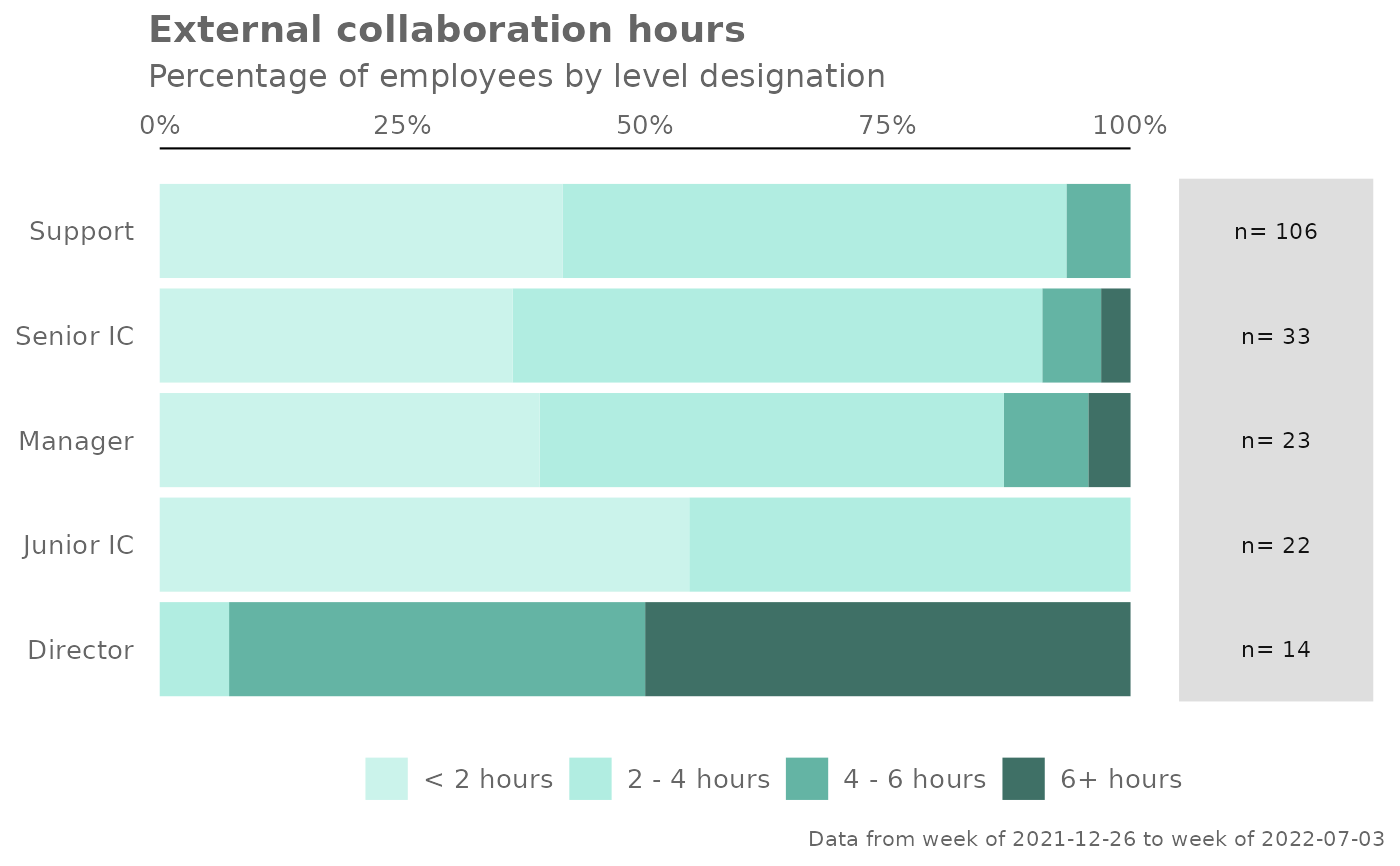 External collaboration hours
Percentage of employees by level designation
0% 25% 50% 75% 100%
Support n= 106
Senior IC n= 33
Manager n= 23
Junior IC n= 22
Director n= 14
< 2 hours 2 - 4 hours 4 - 6 hours 6+ hours
Data from week of 2021-12-26 to week of 2022-07-03